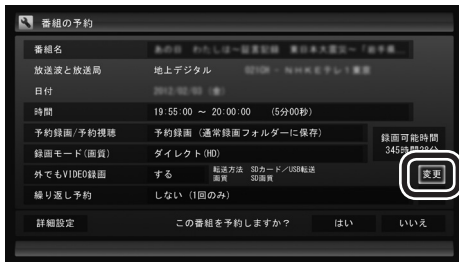 番組の予約
番組名
放送波と放送局 地上デジタル
日付
時間 19:55:00 ～ 20:00:00 (5分00秒)
予約録画/予約視聴 予約録画 (通常録画フォルダーに保存)
録画可能時間
録画モード(画質) ダイレクト(HD)
外でもVIDEO録画 する 転送方法 SDカード/USB転送
画質 SD画質
変更
繰り返し予約 しない (1回のみ)
詳細設定 この番組を予約しますか? はい いいえ